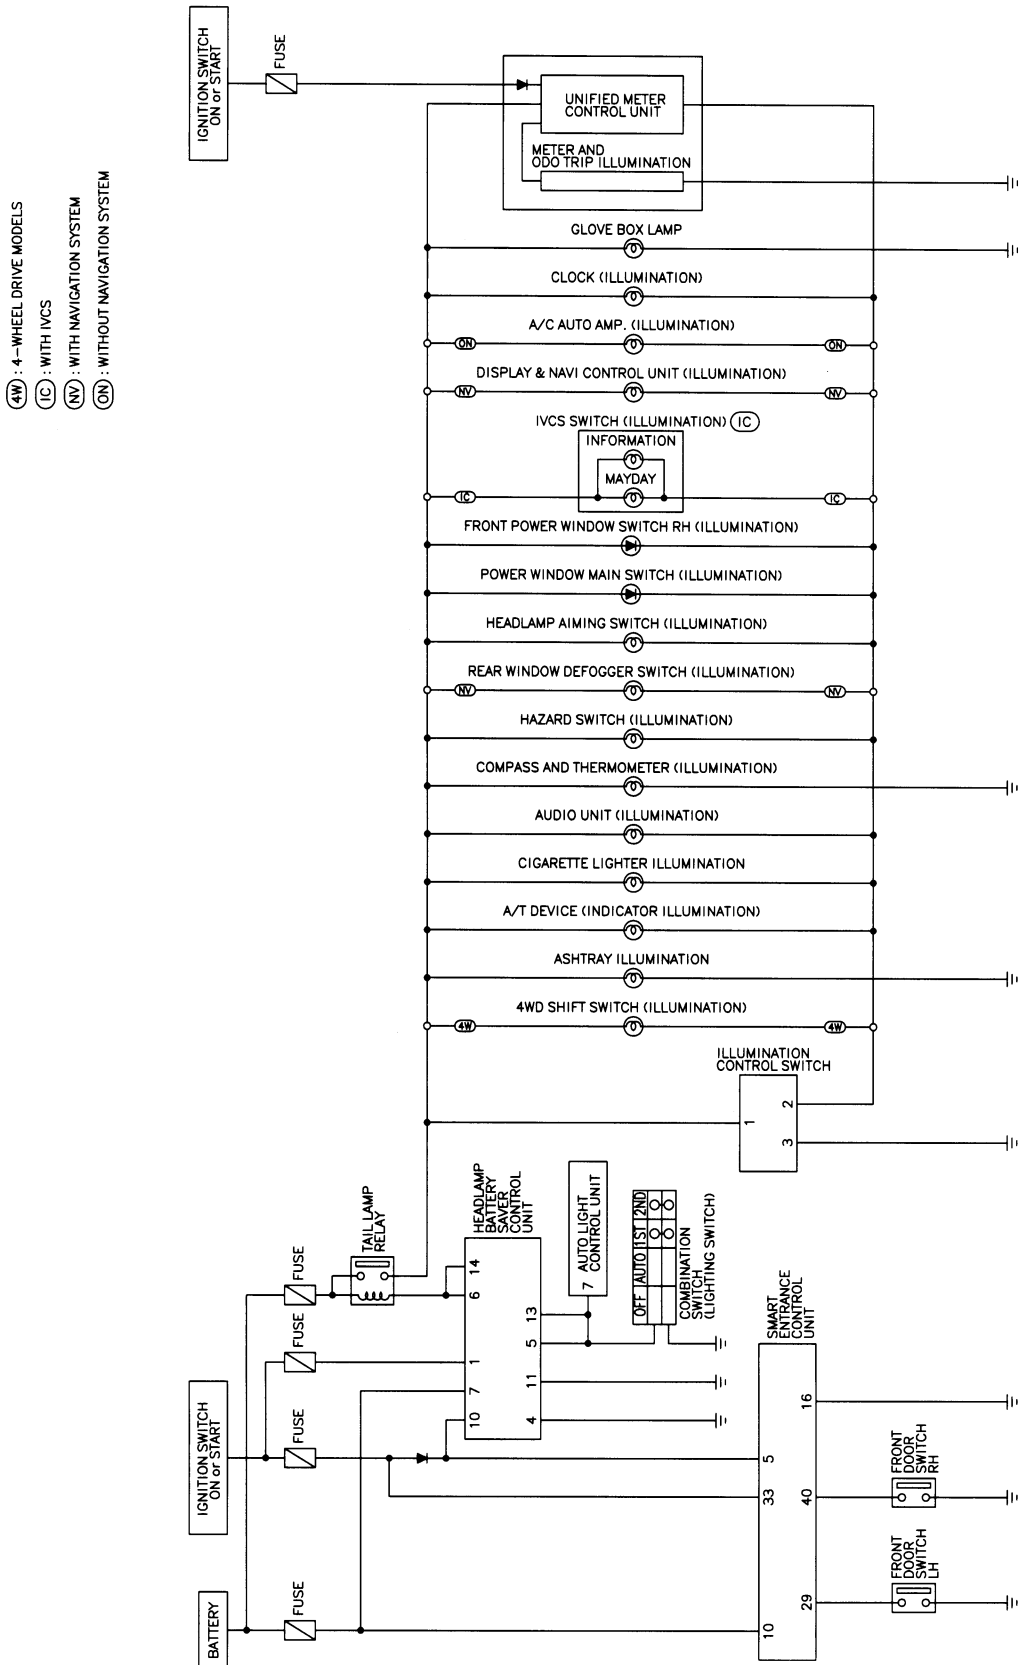 IGNITION SWITCH
ON or START
FUSE
UNIFIED METER
CONTROL UNIT
METER AND
ODO TRIP ILLUMINATION
4W : 4-WHEEL DRIVE MODELS
IC : WITH IVCS
NV : WITH NAVIGATION SYSTEM
ON : WITHOUT NAVIGATION SYSTEM
GLOVE BOX LAMP
CLOCK (ILLUMINATION)
A/C AUTO AMP. (ILLUMINATION)
ON ON
DISPLAY & NAVI CONTROL UNIT (ILLUMINATION)
NV NV
IVCS SWITCH (ILLUMINATION) IC
INFORMATION
MAYDAY
IC IC
FRONT POWER WINDOW SWITCH RH (ILLUMINATION)
POWER WINDOW MAIN SWITCH (ILLUMINATION)
HEADLAMP AIMING SWITCH (ILLUMINATION)
REAR WINDOW DEFOGGER SWITCH (ILLUMINATION)
NV NV
HAZARD SWITCH (ILLUMINATION)
COMPASS AND THERMOMETER (ILLUMINATION)
AUDIO UNIT (ILLUMINATION)
CIGARETTE LIGHTER ILLUMINATION
A/T DEVICE (INDICATOR ILLUMINATION)
ASHTRAY ILLUMINATION
4WD SHIFT SWITCH (ILLUMINATION)
4W 4W
ILLUMINATION
CONTROL SWITCH
1
2
3
TAIL LAMP
RELAY
FUSE
FUSE
HEADLAMP
BATTERY
SAVER
CONTROL
UNIT
14
6
1
7
10
13
5
11
4
AUTO LIGHT
CONTROL UNIT
7
OFF AUTO 1ST 2ND
COMBINATION
SWITCH
(LIGHTING SWITCH)
IGNITION SWITCH
ON or START
FUSE
SMART
ENTRANCE
CONTROL
UNIT
5
33
10
16
40
29
FRONT
DOOR
SWITCH
RH
FRONT
DOOR
SWITCH
LH
BATTERY
FUSE